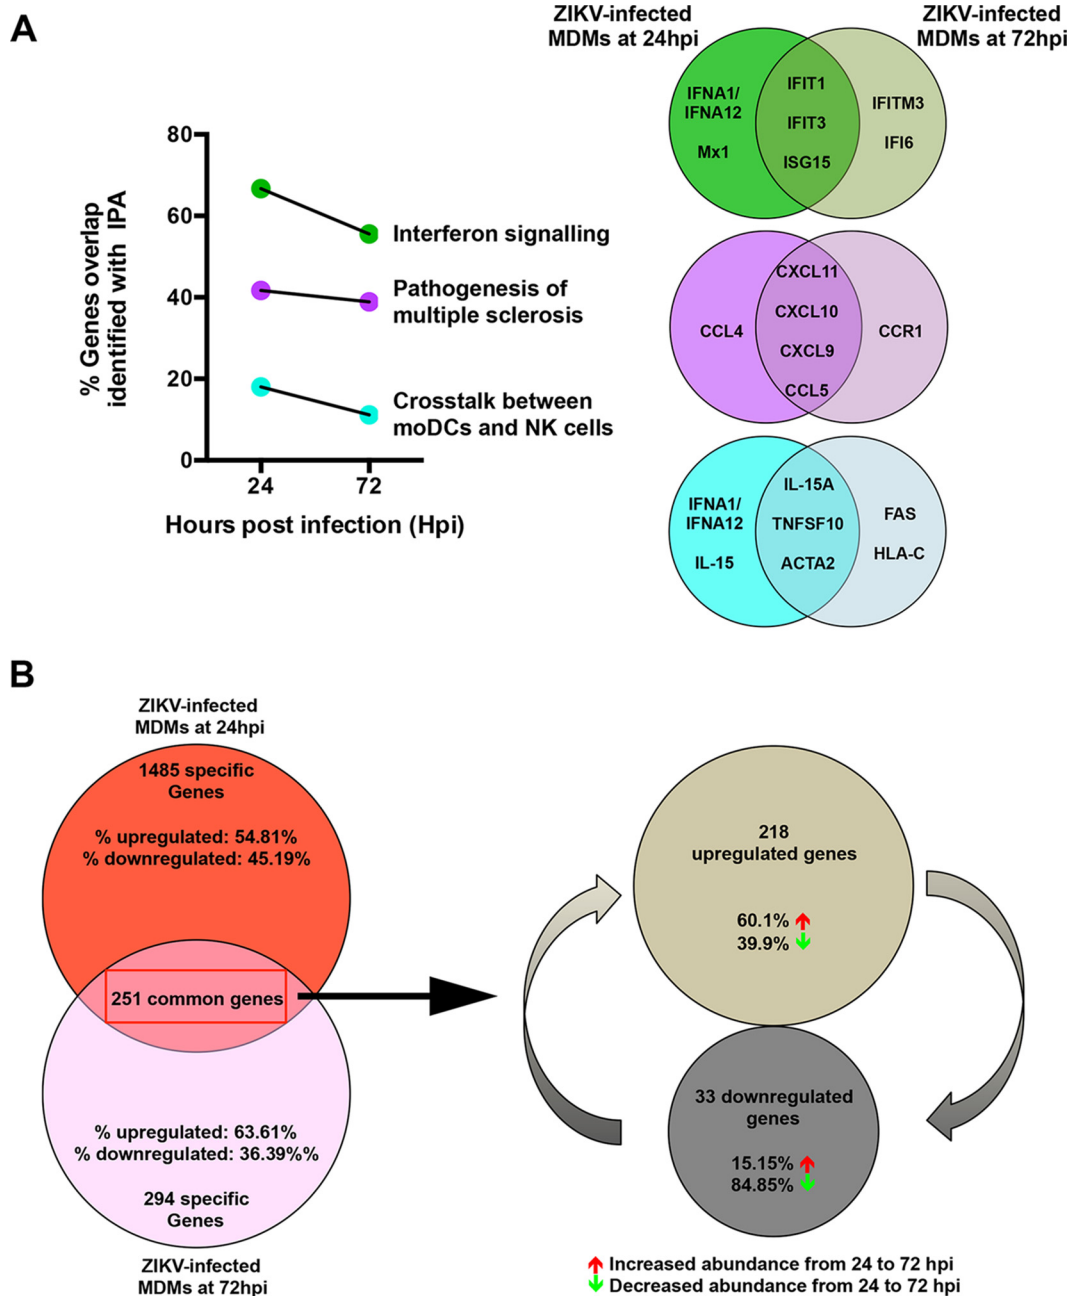 A
ZIKV-infected
MDMs at 24hpi
ZIKV-infected
MDMs at 72hpi
% Genes overlap
identified with IPA
80
60
40
20
0
24
72
Hours post infection (Hpi)
Interferon signalling
Pathogenesis of
multiple sclerosis
Crosstalk between
moDCs and NK cells
IFNA1/
IFNA12
Mx1
IFIT1
IFIT3
ISG15
IFITM3
IFI6
CCL4
CXCL11
CXCL10
CXCL9
CCL5
CCR1
IFNA1/
IFNA12
IL-15
IL-15A
TNFSF10
ACTA2
FAS
HLA-C
B
ZIKV-infected
MDMs at 24hpi
1485 specific
Genes
% upregulated: 54.81%
% downregulated: 45.19%
251 common genes
% upregulated: 63.61%
% downregulated: 36.39%%
294 specific
Genes
ZIKV-infected
MDMs at 72hpi
218
upregulated genes
60.1%
39.9%
33 downregulated
genes
15.15%
84.85%
Increased abundance from 24 to 72 hpi
Decreased abundance from 24 to 72 hpi